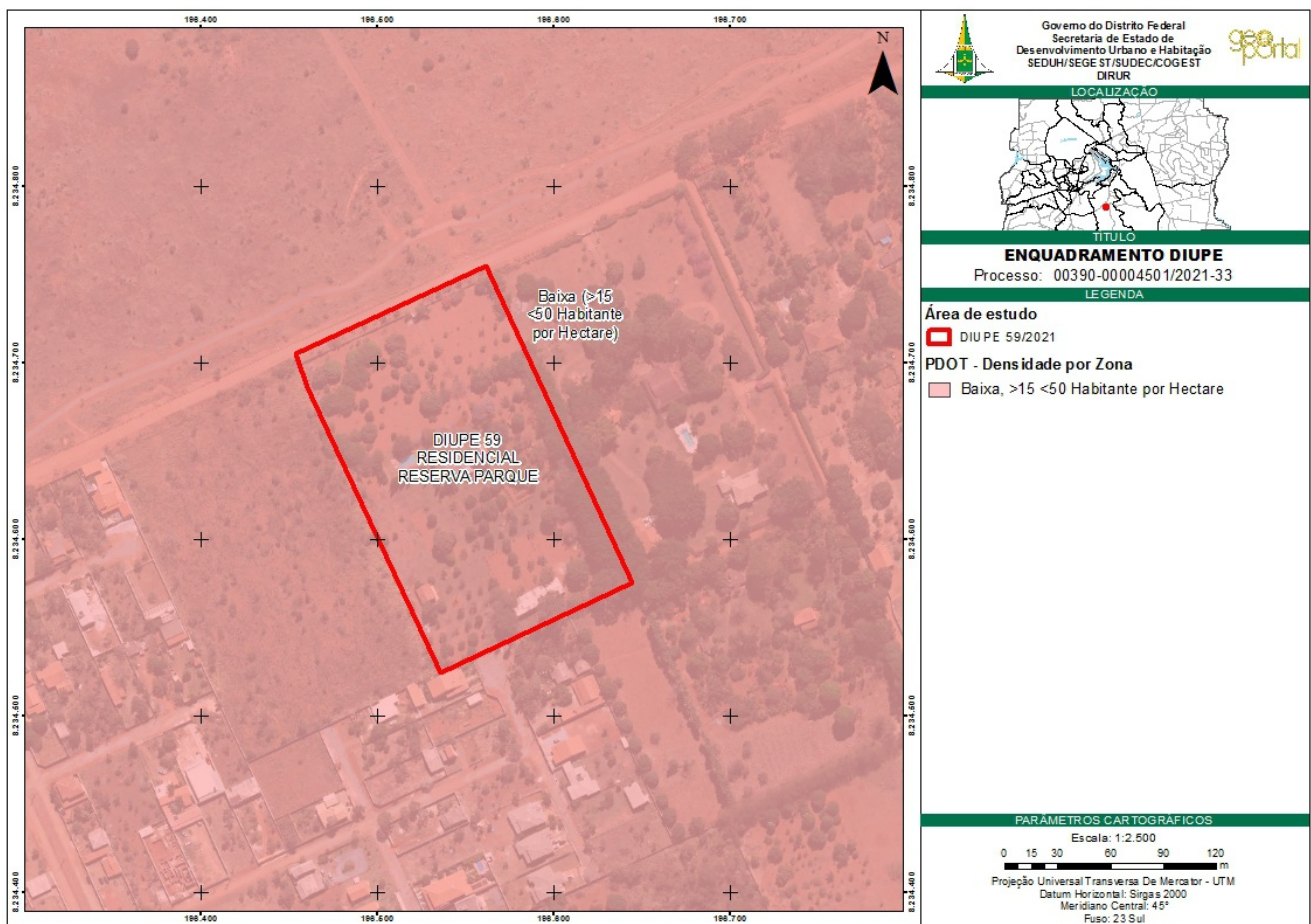 196.400 196.500 196.600 196.700
N
8.234.800
8.234.800
Baixa (>15
<50 Habitante
por Hectare)
8.234.700
8.234.700
DIUPE 59
RESIDENCIAL
RESERVA PARQUE
8.234.600
8.234.600
8.234.500
8.234.500
8.234.400
8.234.400
196.400 196.500 196.600 196.700
Governo do Distrito Federal
Secretaria de Estado de
Desenvolvimento Urbano e Habitação
SEDUH/SEGEST/SUDEC/COGEST
DIRUR
geo
portal
LOCALIZAÇÃO
TÍTULO
ENQUADRAMENTO DIUPE
Processo: 00390-00004501/2021-33
LEGENDA
Área de estudo
DIUPE 59/2021
PDOT - Densidade por Zona
Baixa, >15 <50 Habitante por Hectare
PARÂMETROS CARTOGRÁFICOS
Escala: 1:2.500
0 15 30 60 90 120
m
Projeção Universal Transversa De Mercator - UTM
Datum Horizontal: Sirgas 2000
Meridiano Central: 45°
Fuso: 23 Sul